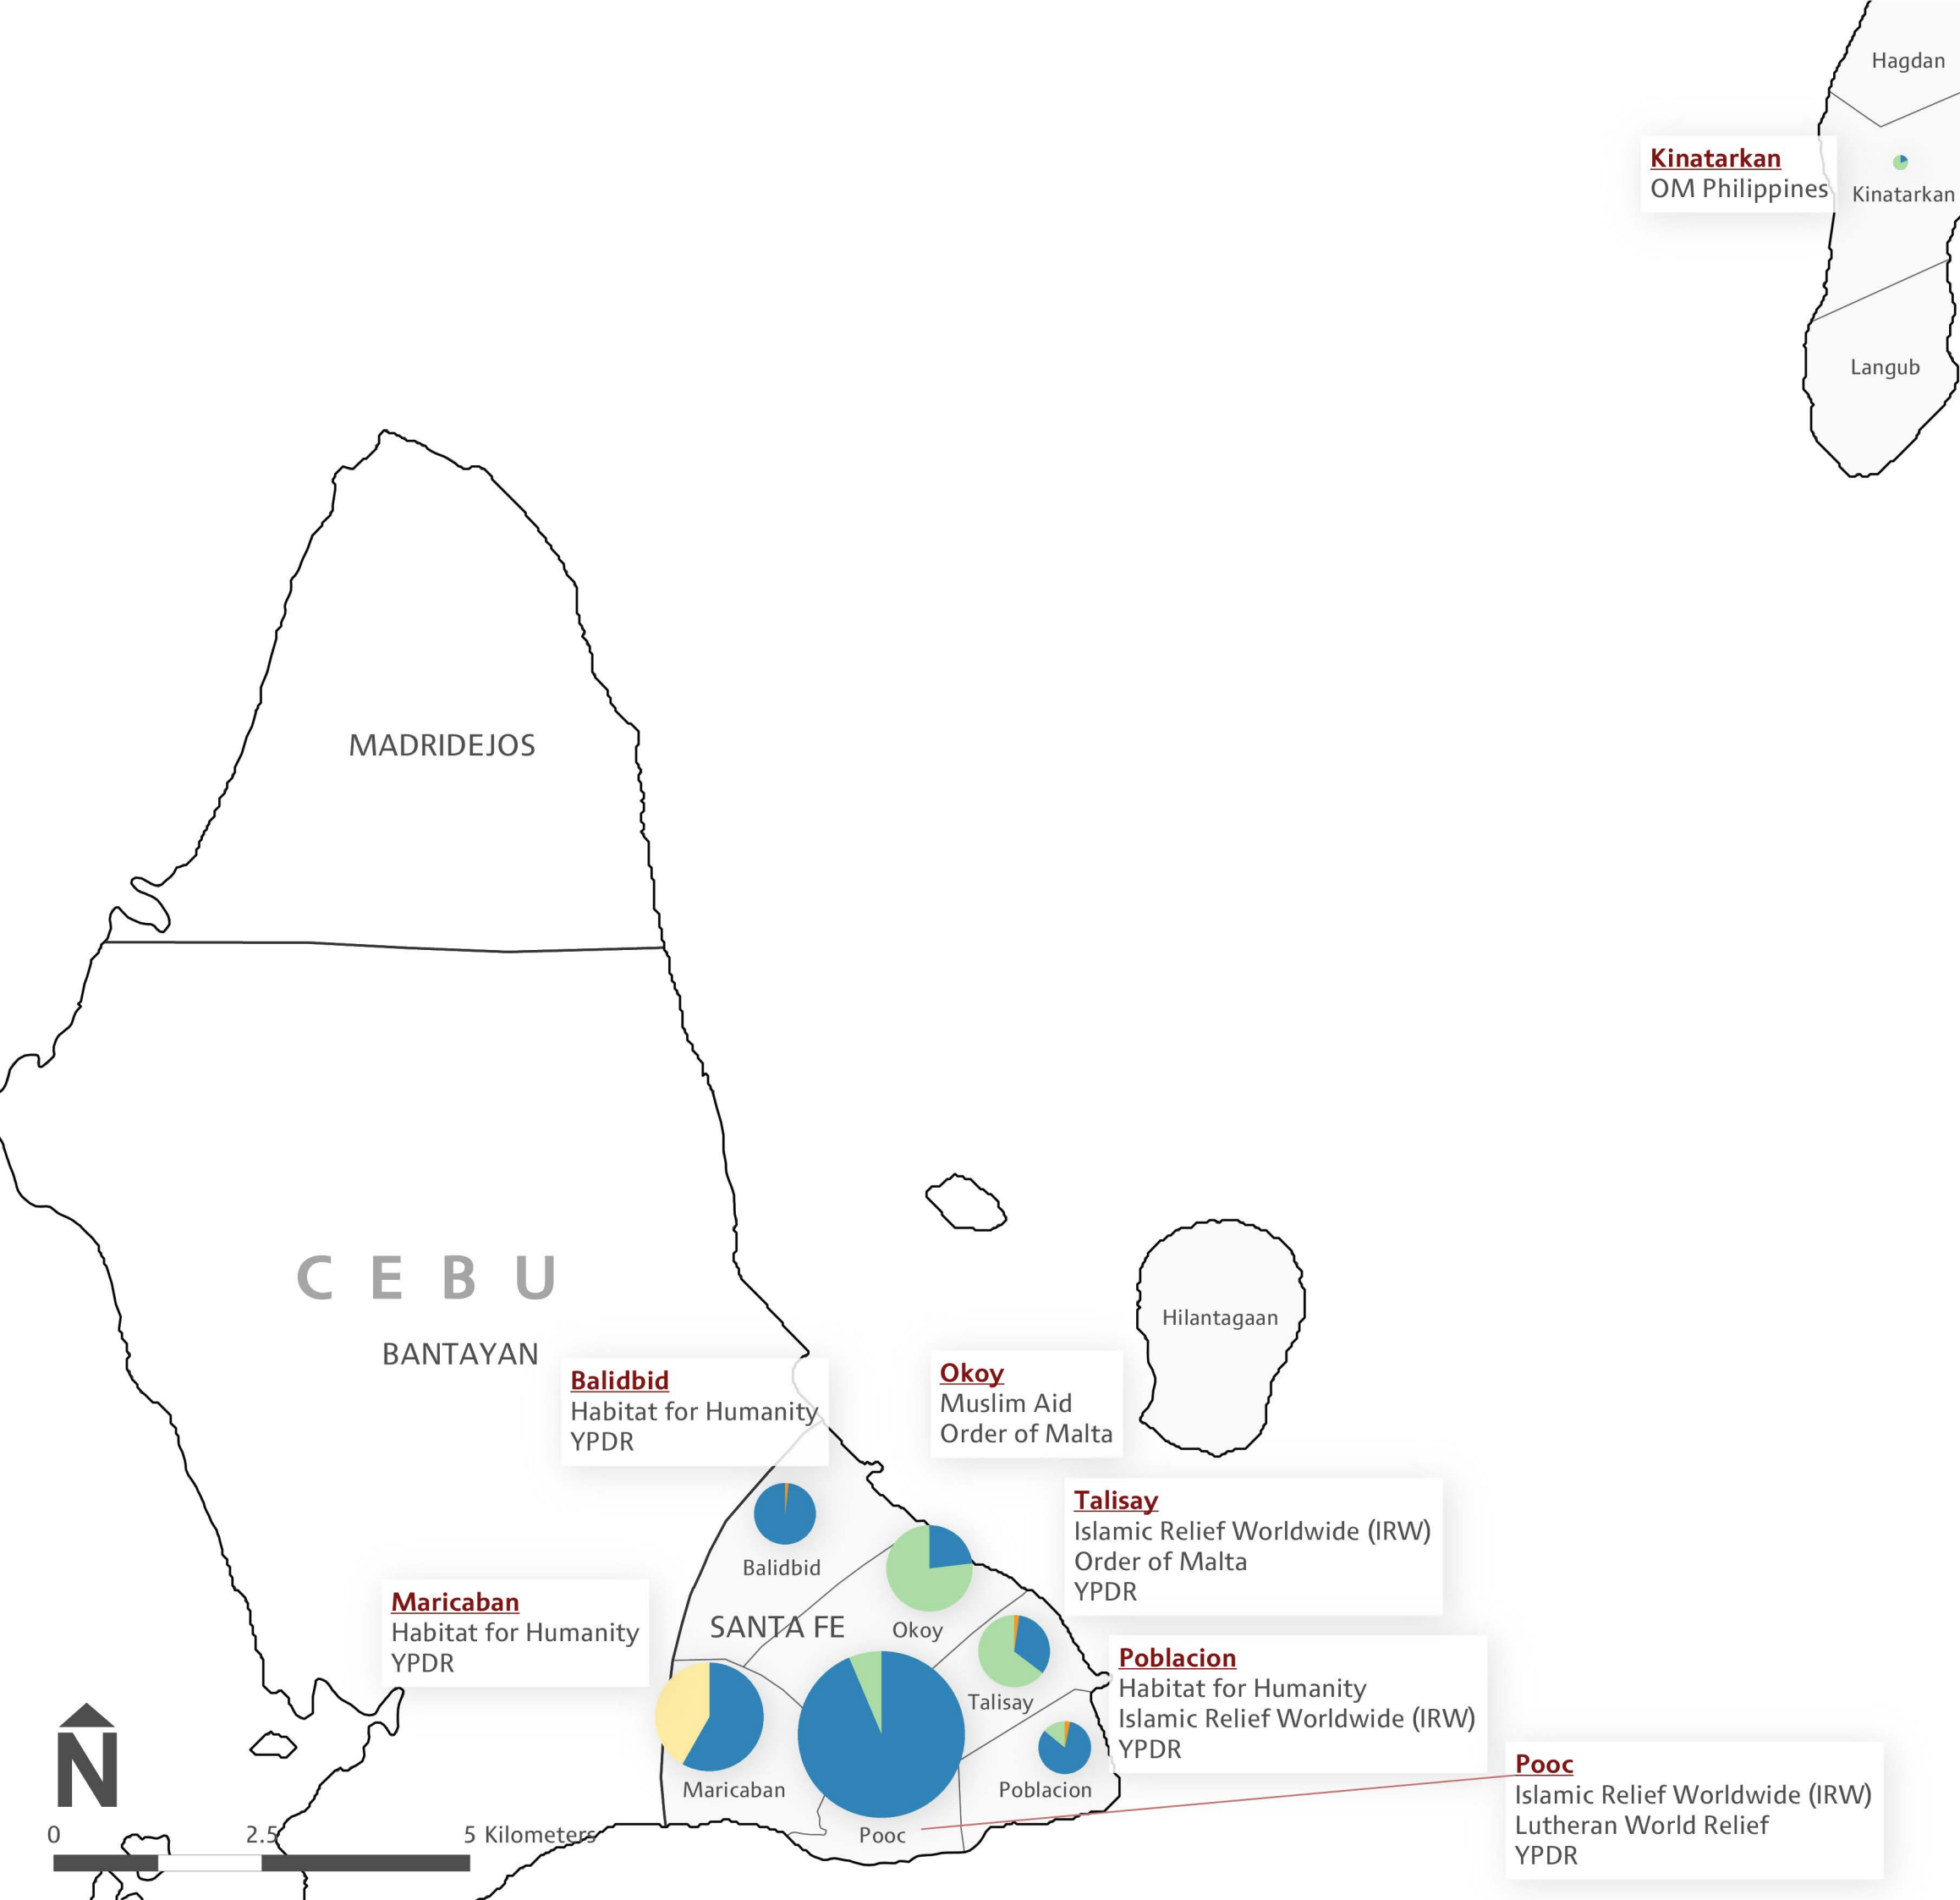 Hagdan
Kinatarkan
OM Philippines
Kinatarkan
Langub
MADRIDEJOS
CEBU
BANTAYAN
Hilantagaan
Balidbid
Habitat for Humanity
YPDR
Okoy
Muslim Aid
Order of Malta
Talisay
Islamic Relief Worldwide (IRW)
Order of Malta
YPDR
Balidbid
SANTA FE
Okoy
Maricaban
Habitat for Humanity
YPDR
Talisay
Poblacion
Habitat for Humanity
Islamic Relief Worldwide (IRW)
YPDR
Maricaban
Poblacion
Pooc
Pooc
Islamic Relief Worldwide (IRW)
Lutheran World Relief
YPDR
N
0 2.5 5 Kilometers